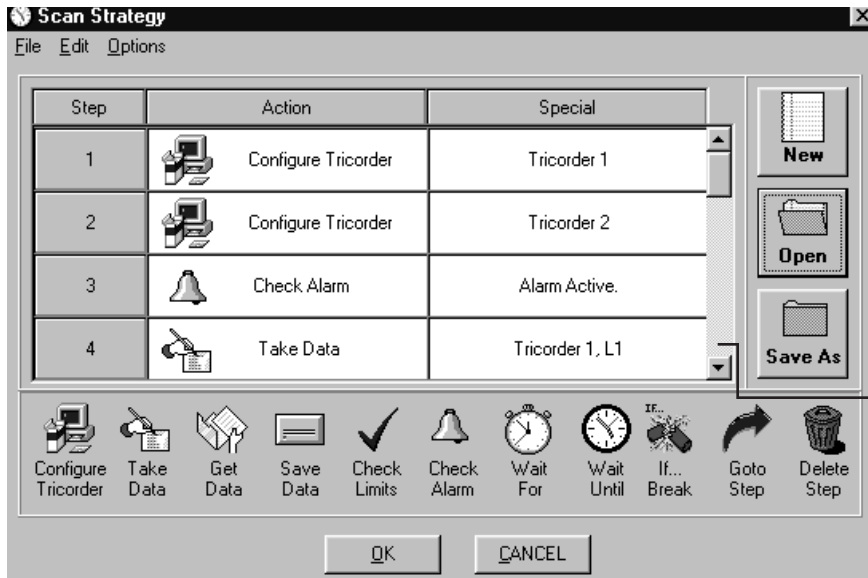 Scan Strategy
File Edit Options
Step Action Special
1 Configure Tricorder Tricorder 1
2 Configure Tricorder Tricorder 2
3 Check Alarm Alarm Active.
4 Take Data Tricorder 1, L1
New
Open
Save As
IF...
Configure Take Get Save Check Check Wait Wait If... Goto Delete
Tricorder Data Data Data Limits Alarm For Until Break Step Step
OK CANCEL